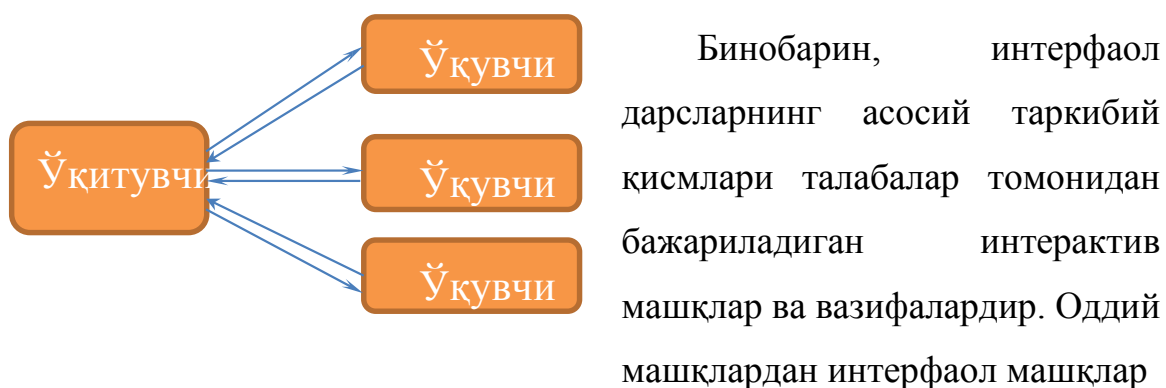 Ўқитувчи
Ўқувчи
Ўқувчи
Ўқувчи
Бинобарин, интерфаол
дарсларнинг асосий таркибий
қисмлари талабалар томонидан
бажариладиган интерактив
машқлар ва вазифалардир. Оддий
машқлардан интерфаол машқлар